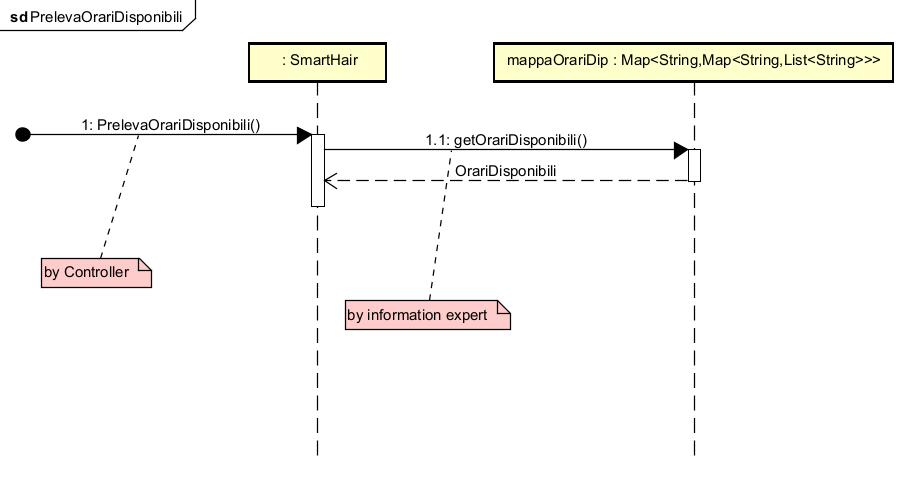 sd PrelevaOrariDisponibili
: SmartHair
mappaOrariDip : Map<String,Map<String,List<String>>>
1: PrelevaOrariDisponibili()
1.1: getOrariDisponibili()
OrariDisponibili
by Controller
by information expert